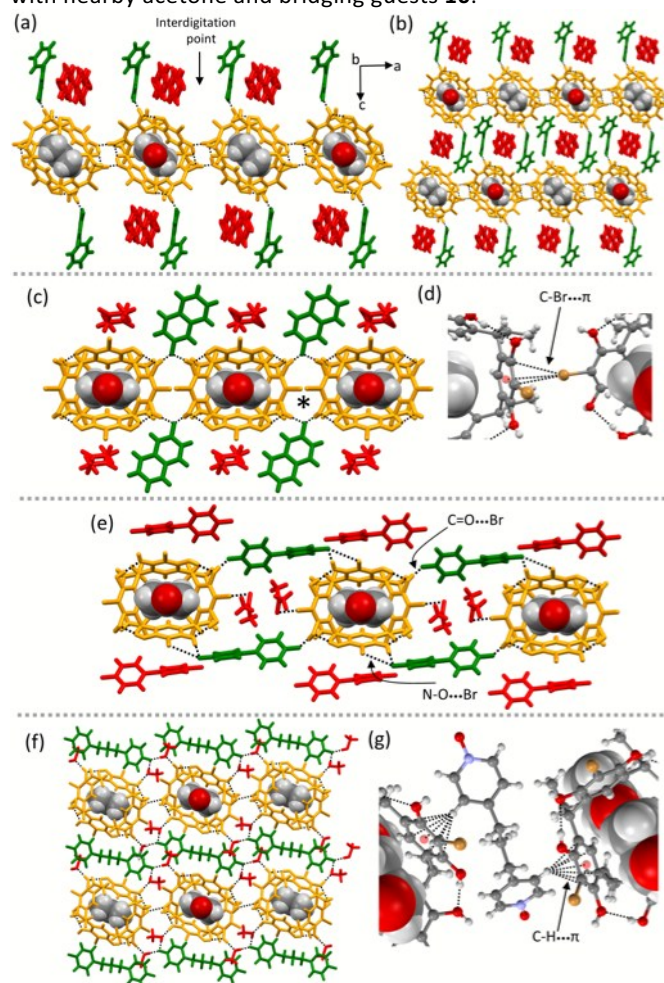 with nearby acetone and bridging guests 10.
(a)
Interdigitation
point
b
a
c
(b)
(c)
*
(d)
C-Br•••π
(e)
C=O•••Br
N-O•••Br
(f)
(g)
C-H•••π